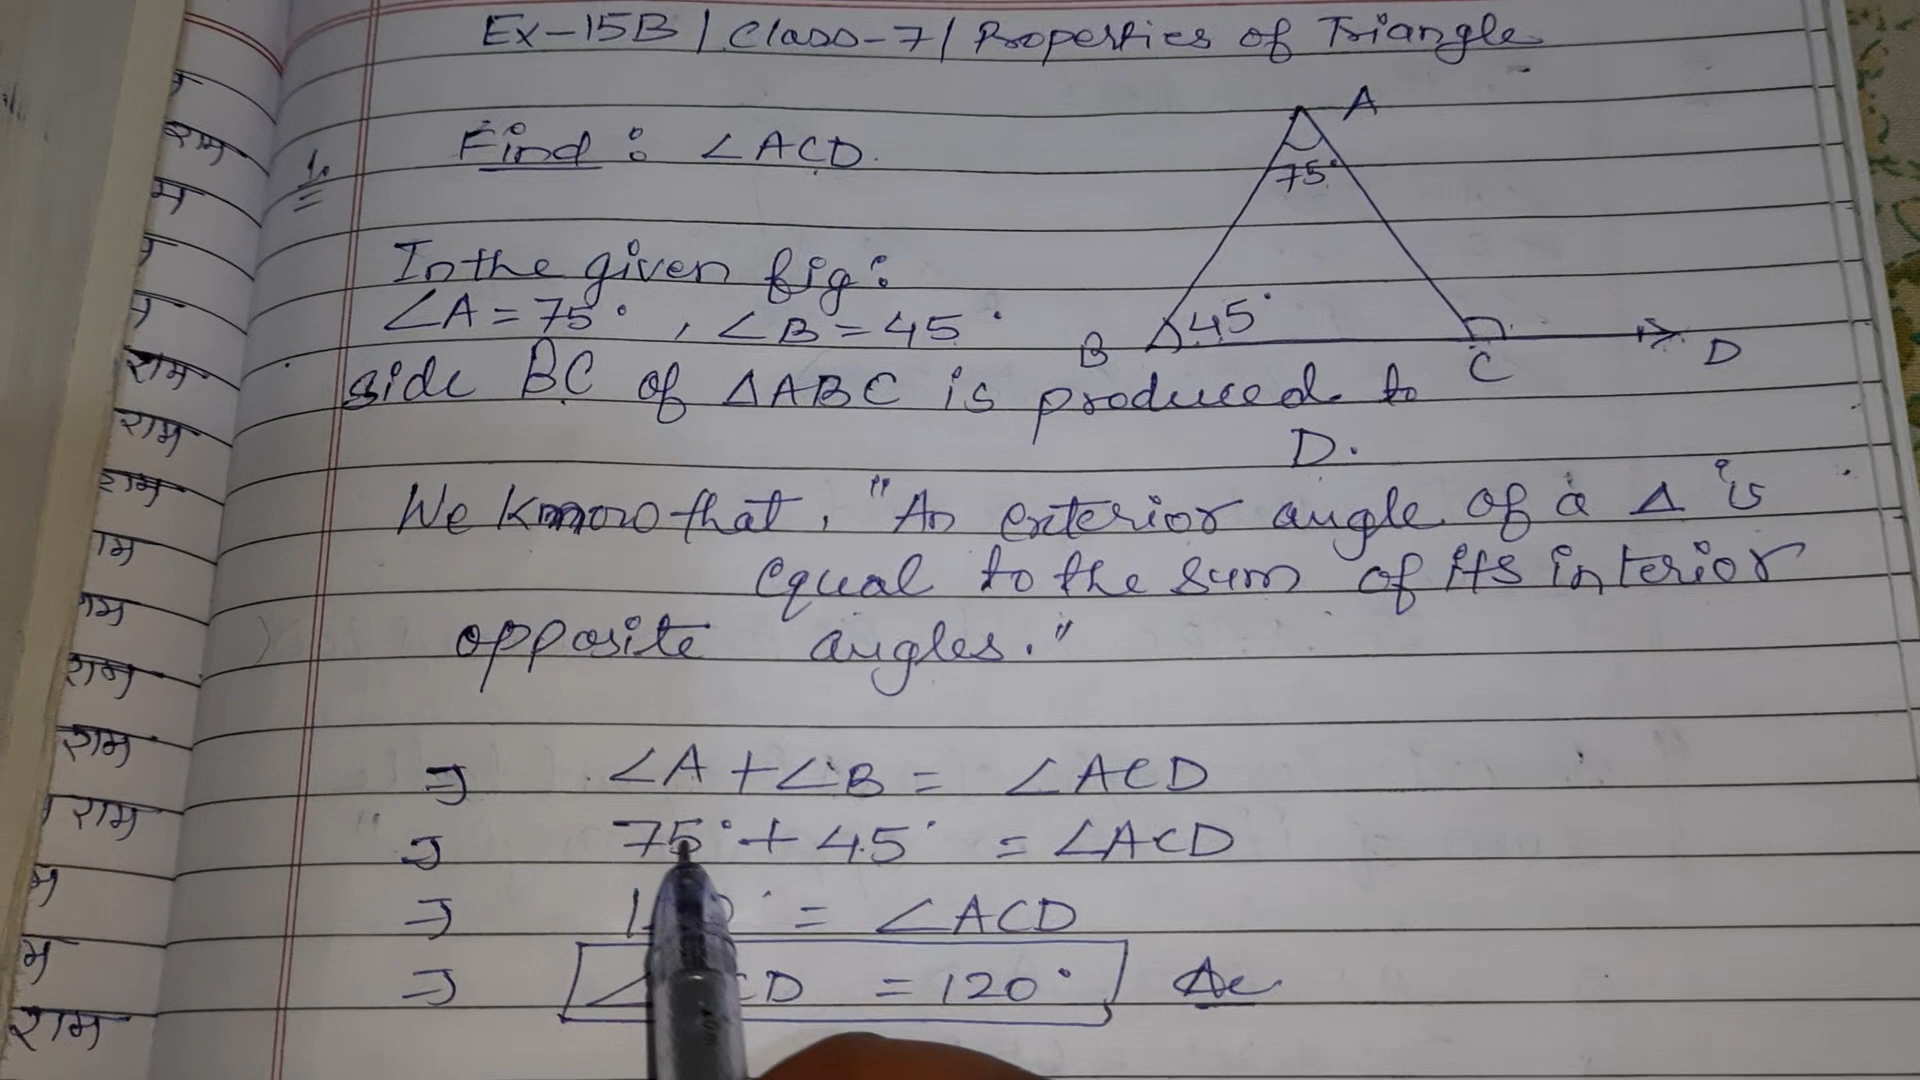 Ex-15B | Class-7 | Properties of Triangle
1.
Find : ∠ACD.
A
75°
In the given fig:
∠A = 75°, ∠B = 45°
B
45°
C
D
side BC of △ABC is produced to
D.
We know that, "An exterior angle of a △ is
equal to the sum of its interior
opposite angles."
⇒ ∠A + ∠B = ∠ACD
⇒ 75° + 45° = ∠ACD
⇒ = ∠ACD
⇒ = 120°
राम
म
राम
राम
राम
राम
राम
राम
राम
राम
म
म
राम